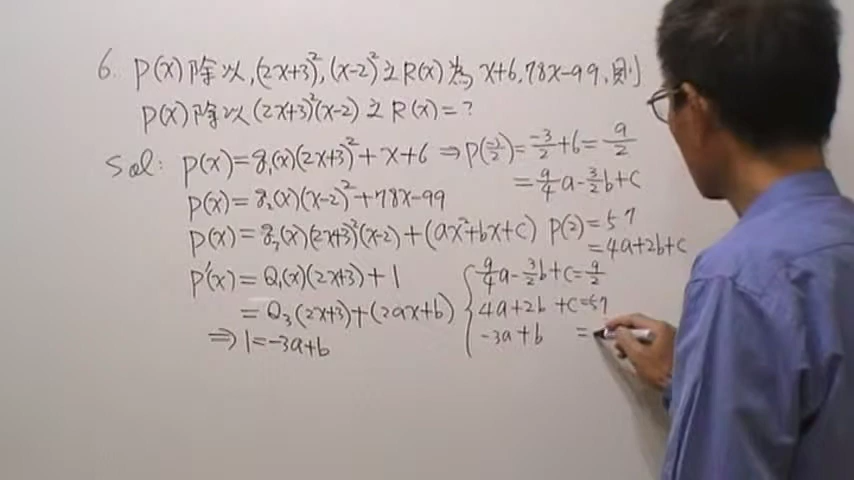 6. P(x)除以,(2x+3)²,(x-2)²之R(x)為 x+6,78x-99,則
P(x)除以(2x+3)²(x-2)之R(x)=?
Sol: P(x)=q₁(x)(2x+3)²+x+6 ⇒ P(-3/2)=-3/2+6=9/2
=9/4a-3/2b+c
P(x)=q₂(x)(x-2)²+78x-99
P(x)=q₃(x)(2x+3)²(x-2)+(ax²+bx+c) P(2)=57
=4a+2b+c
P'(x)=Q₁(x)(2x+3)+1
=Q₃(2x+3)+(2ax+b)
⇒ 1=-3a+b
{ 9/4a-3/2b+c=9/2
4a+2b+c=57
-3a+b =